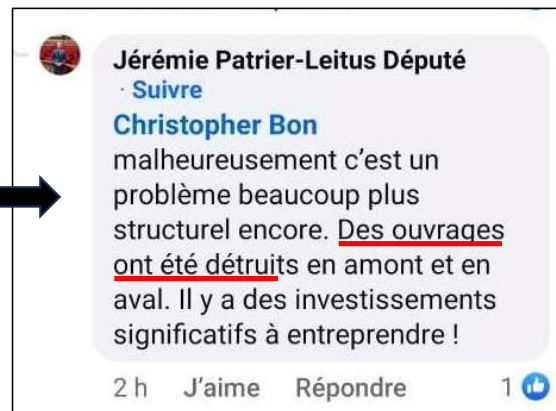 Jérémie Patrier-Leitus Député
· Suivre
Christopher Bon
malheureusement c’est un
problème beaucoup plus
structurel encore. Des ouvrages
ont été détruits en amont et en
aval. Il y a des investissements
significatifs à entreprendre !
2 h J’aime Répondre 1